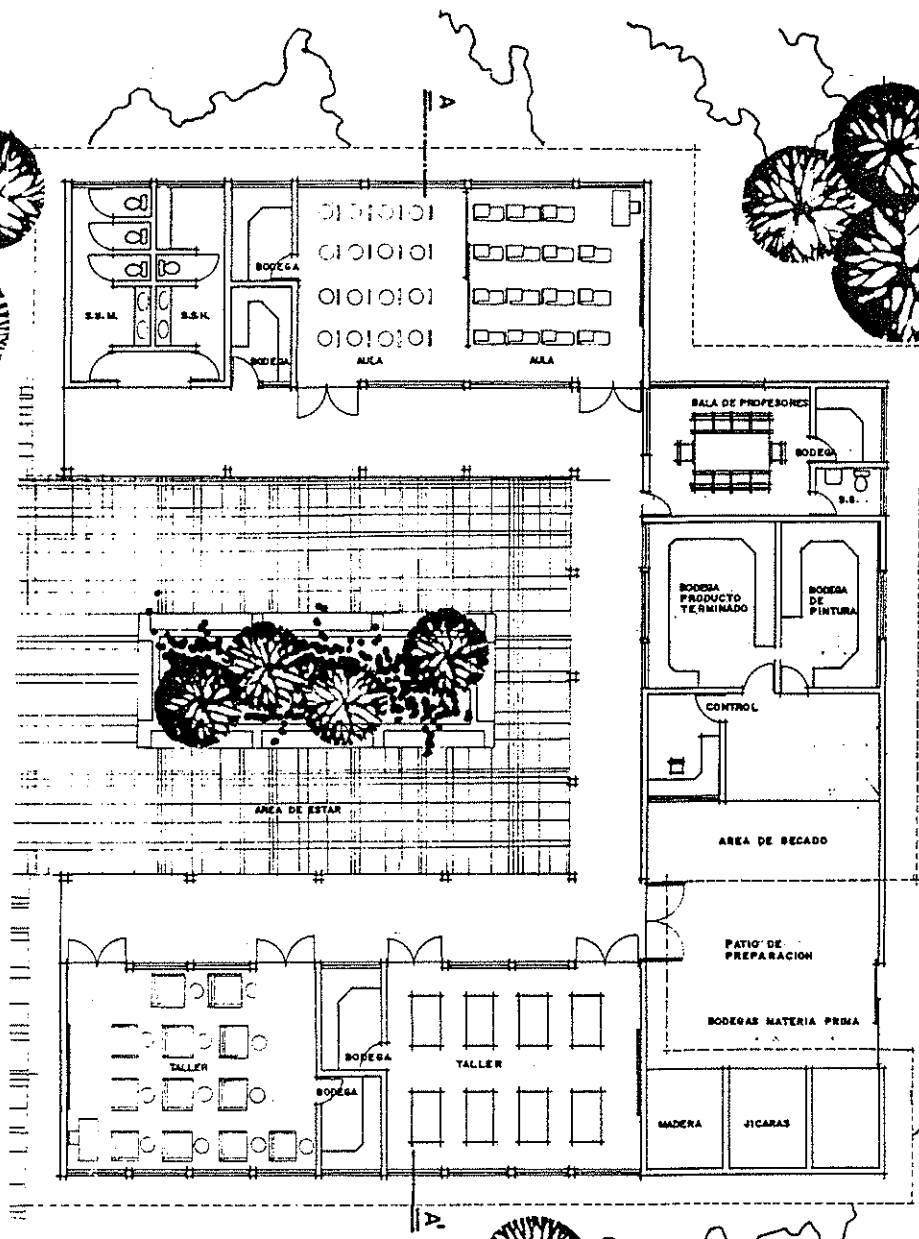 A
BODEGA
S.S.M.
S.S.H.
BODEGA
AULA
AULA
SALA DE PROFESORES
BODEGA
S.S.
BODEGA
PRODUCTO
TERMINADO
BODEGA
DE
PINTURA
CONTROL
AREA DE ESTAR
AREA DE SECADO
PATIO DE
PREPARACION
BODEGAS MATERIA PRIMA
BODEGA
TALLER
TALLER
BODEGA
MADERA
JICARAS
A'